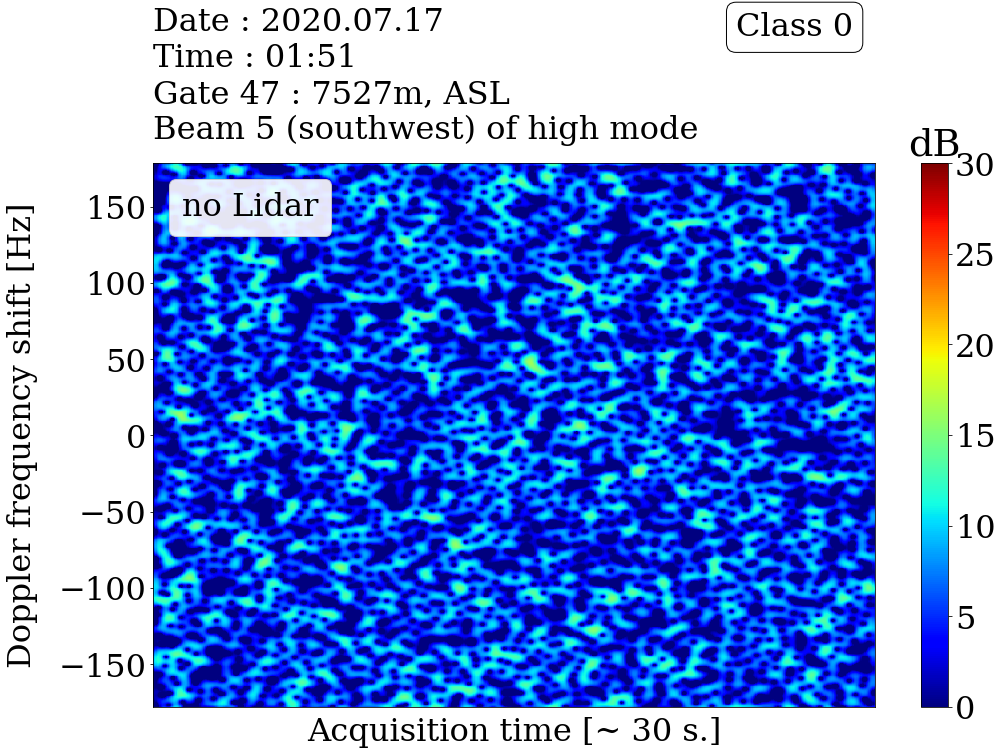 Date : 2020.07.17
Class 0
Time : 01:51
Gate 47 : 7527m, ASL
Beam 5 (southwest) of high mode
dB
no Lidar
Doppler frequency shift [Hz]
150
100
50
0
−50
−100
−150
30
25
20
15
10
5
0
Acquisition time [~ 30 s.]